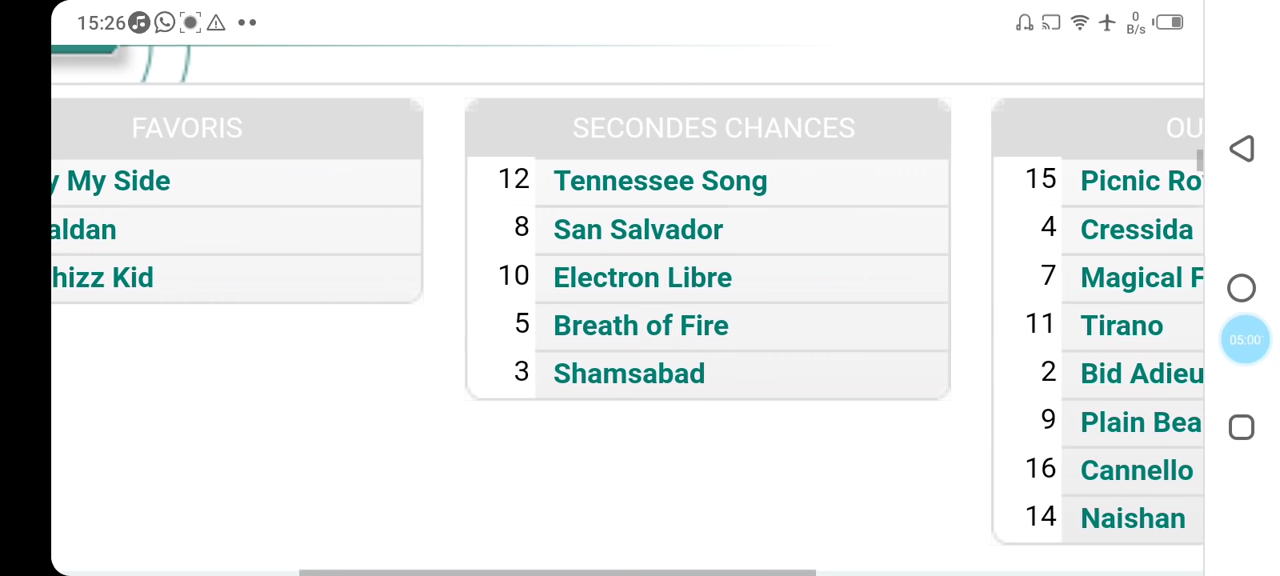 15:26
0
B/s
FAVORIS
y My Side
aldan
hizz Kid
SECONDES CHANCES
12 Tennessee Song
8 San Salvador
10 Electron Libre
5 Breath of Fire
3 Shamsabad
OU
15 Picnic Ro
4 Cressida
7 Magical F
11 Tirano
2 Bid Adieu
9 Plain Bea
16 Cannello
14 Naishan
05:00